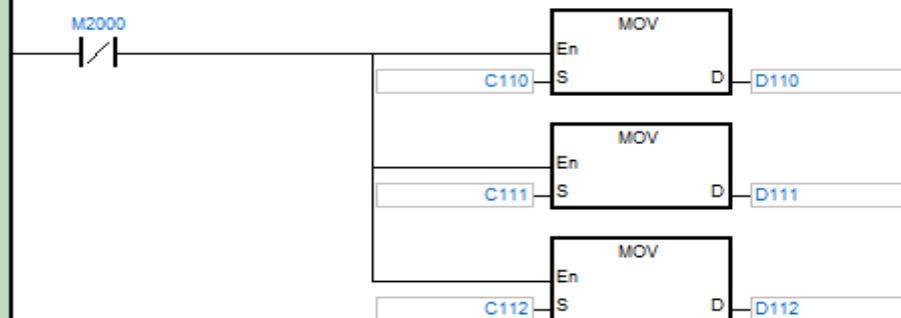 M2000
MOV
En
C110 S D D110
MOV
En
C111 S D D111
MOV
En
C112 S D D112